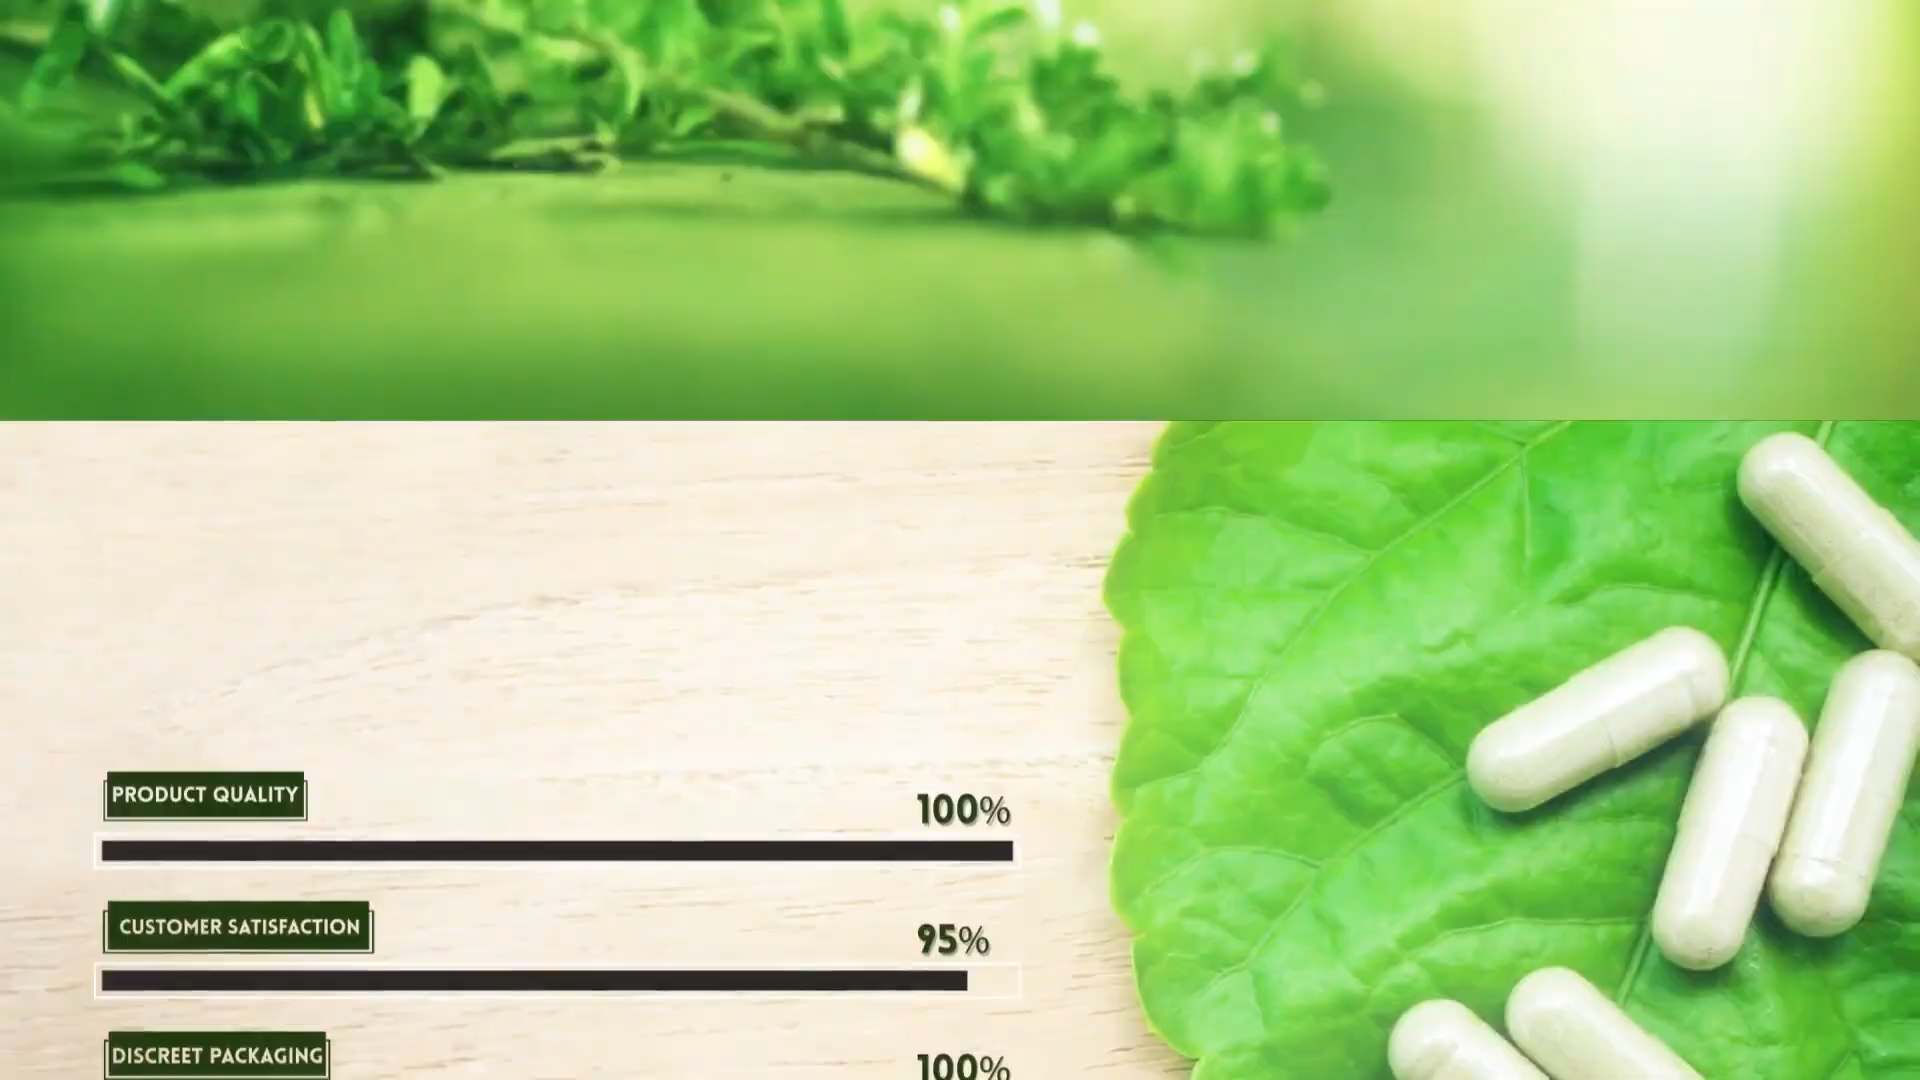 PRODUCT QUALITY
100%
CUSTOMER SATISFACTION
95%
DISCREET PACKAGING
100%